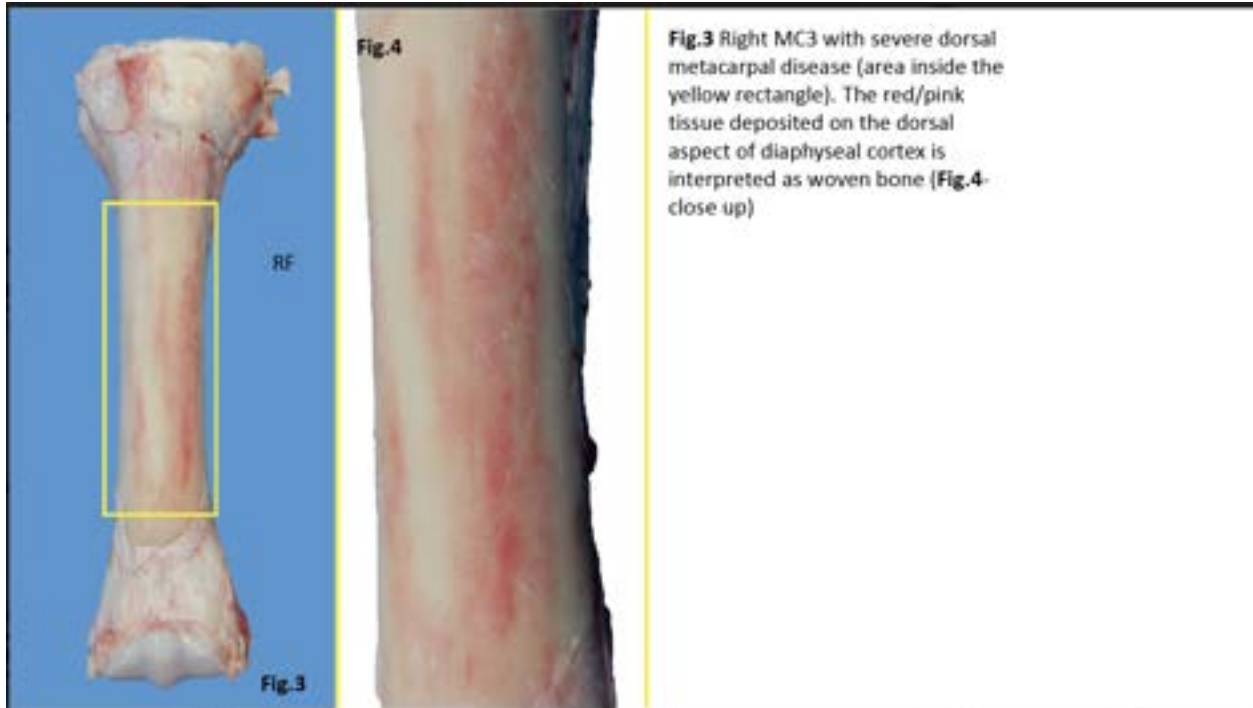 Fig.4
Fig.3 Right MC3 with severe dorsal
metacarpal disease (area inside the
yellow rectangle). The red/pink
tissue deposited on the dorsal
aspect of diaphyseal cortex is
interpreted as woven bone (Fig.4-
close up)
RF
Fig.3